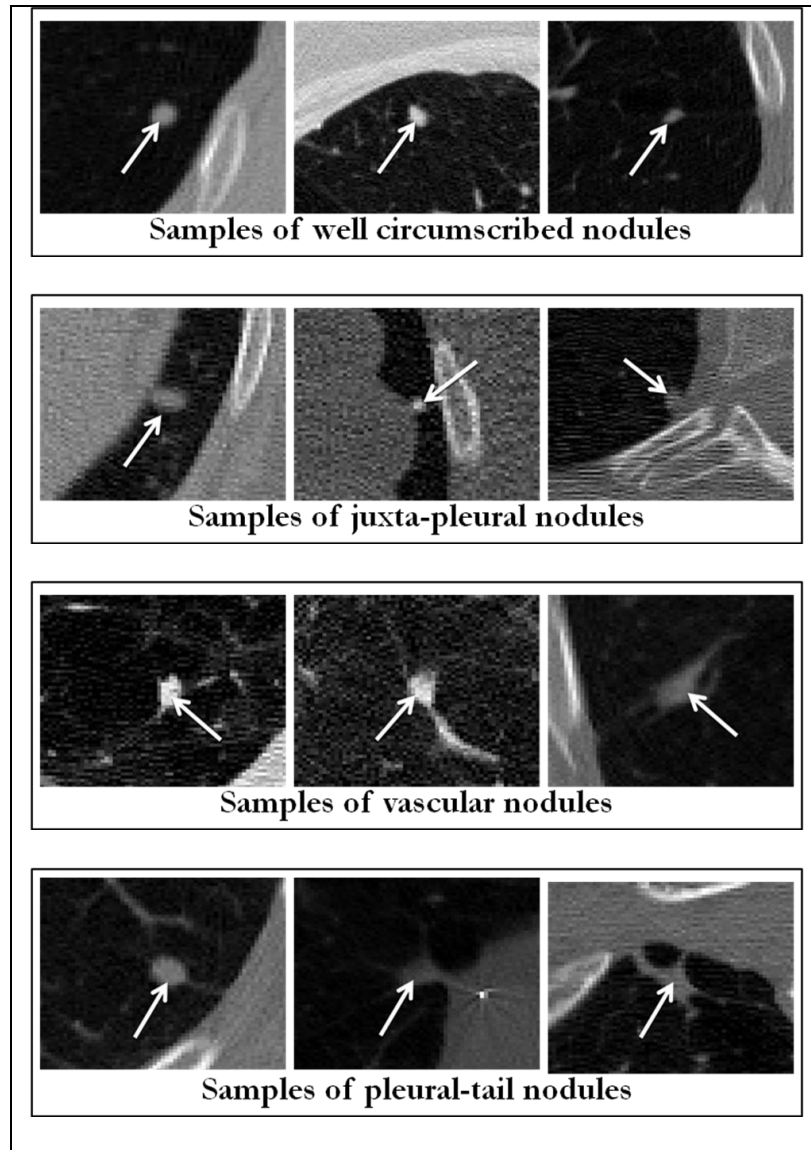 Samples of well circumscribed nodules
Samples of juxta-pleural nodules
Samples of vascular nodules
Samples of pleural-tail nodules